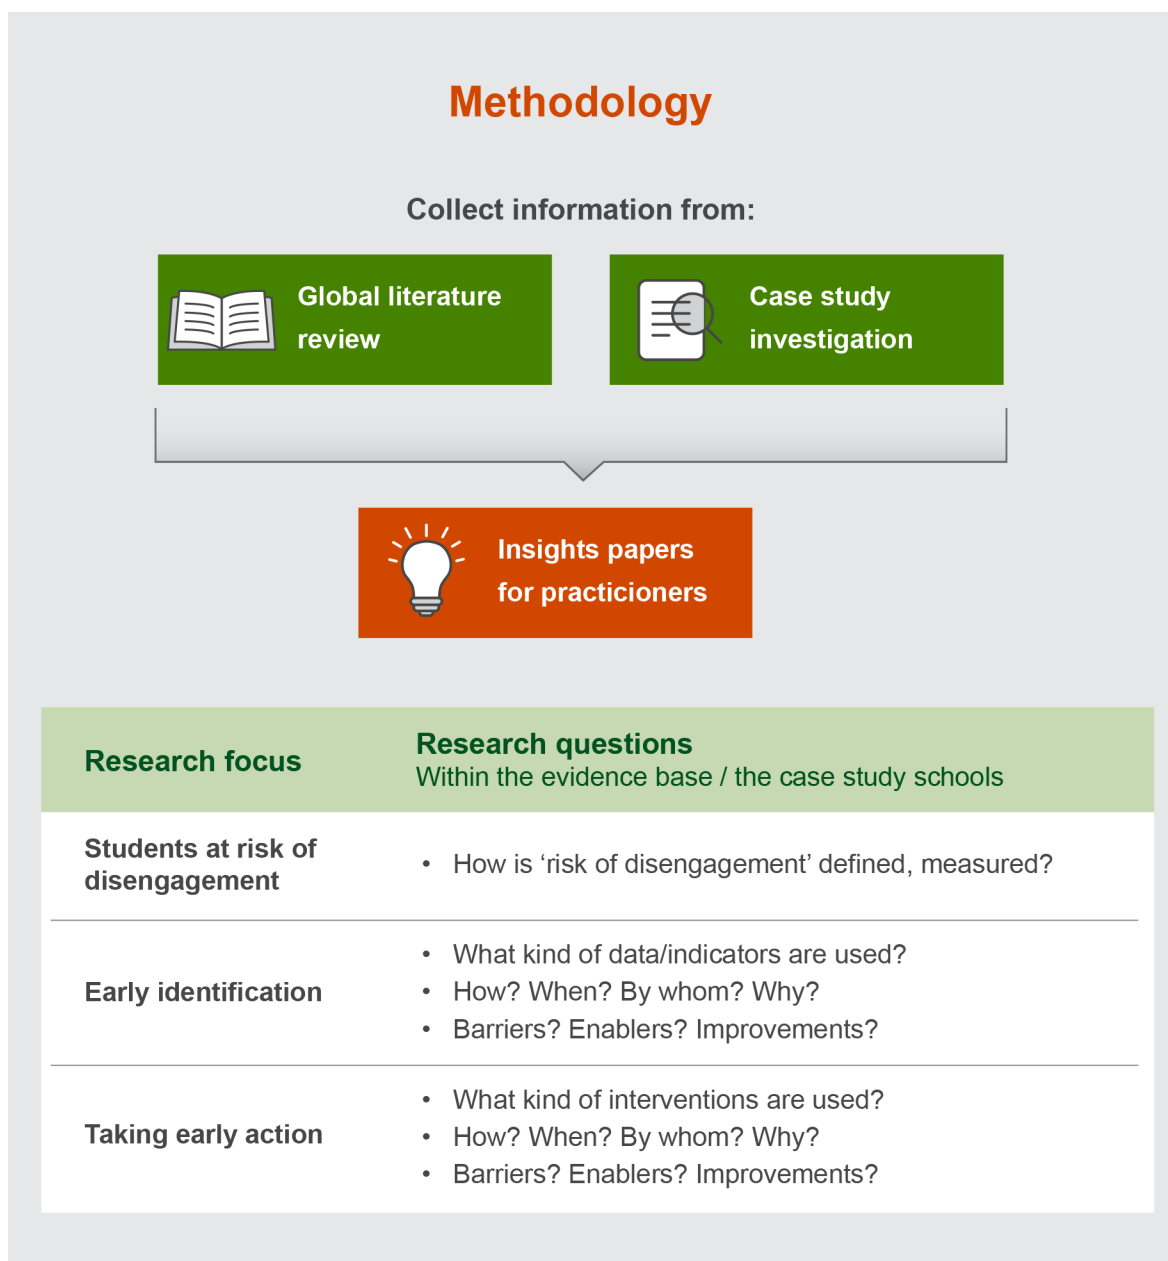 Methodology
Collect information from:
Global literature
review
Case study
investigation
Insights papers
for practicioners
Research focus
Research questions
Within the evidence base / the case study schools
Students at risk of
disengagement
• How is ‘risk of disengagement’ defined, measured?
Early identification
• What kind of data/indicators are used?
• How? When? By whom? Why?
• Barriers? Enablers? Improvements?
Taking early action
• What kind of interventions are used?
• How? When? By whom? Why?
• Barriers? Enablers? Improvements?